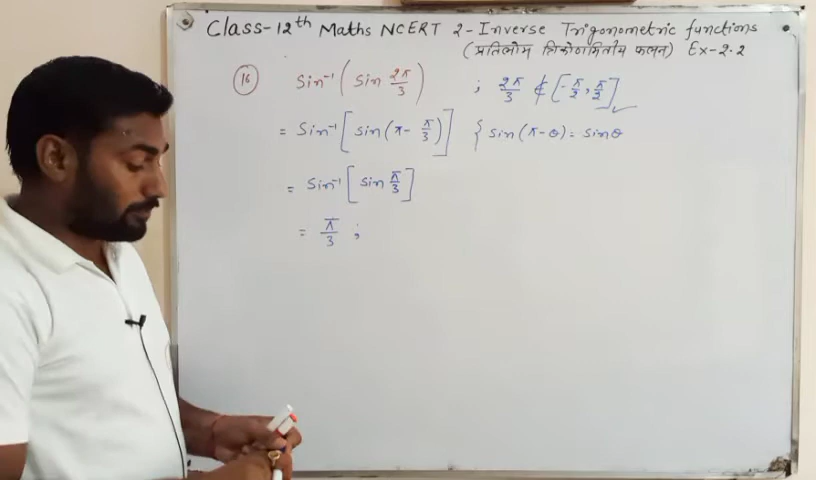 Class-12th Maths NCERT 2-Inverse Trigonometric functions
(प्रतिलोम त्रिकोणमितीय फलन) Ex-2.2
(16) Sin⁻¹(Sin 2π/3) ; 2π/3 ∉ [-π/2, π/2] ✓
= Sin⁻¹[sin(π - π/3)] { sin(π-θ) = sinθ
= Sin⁻¹[sin π/3]
= π/3 ;